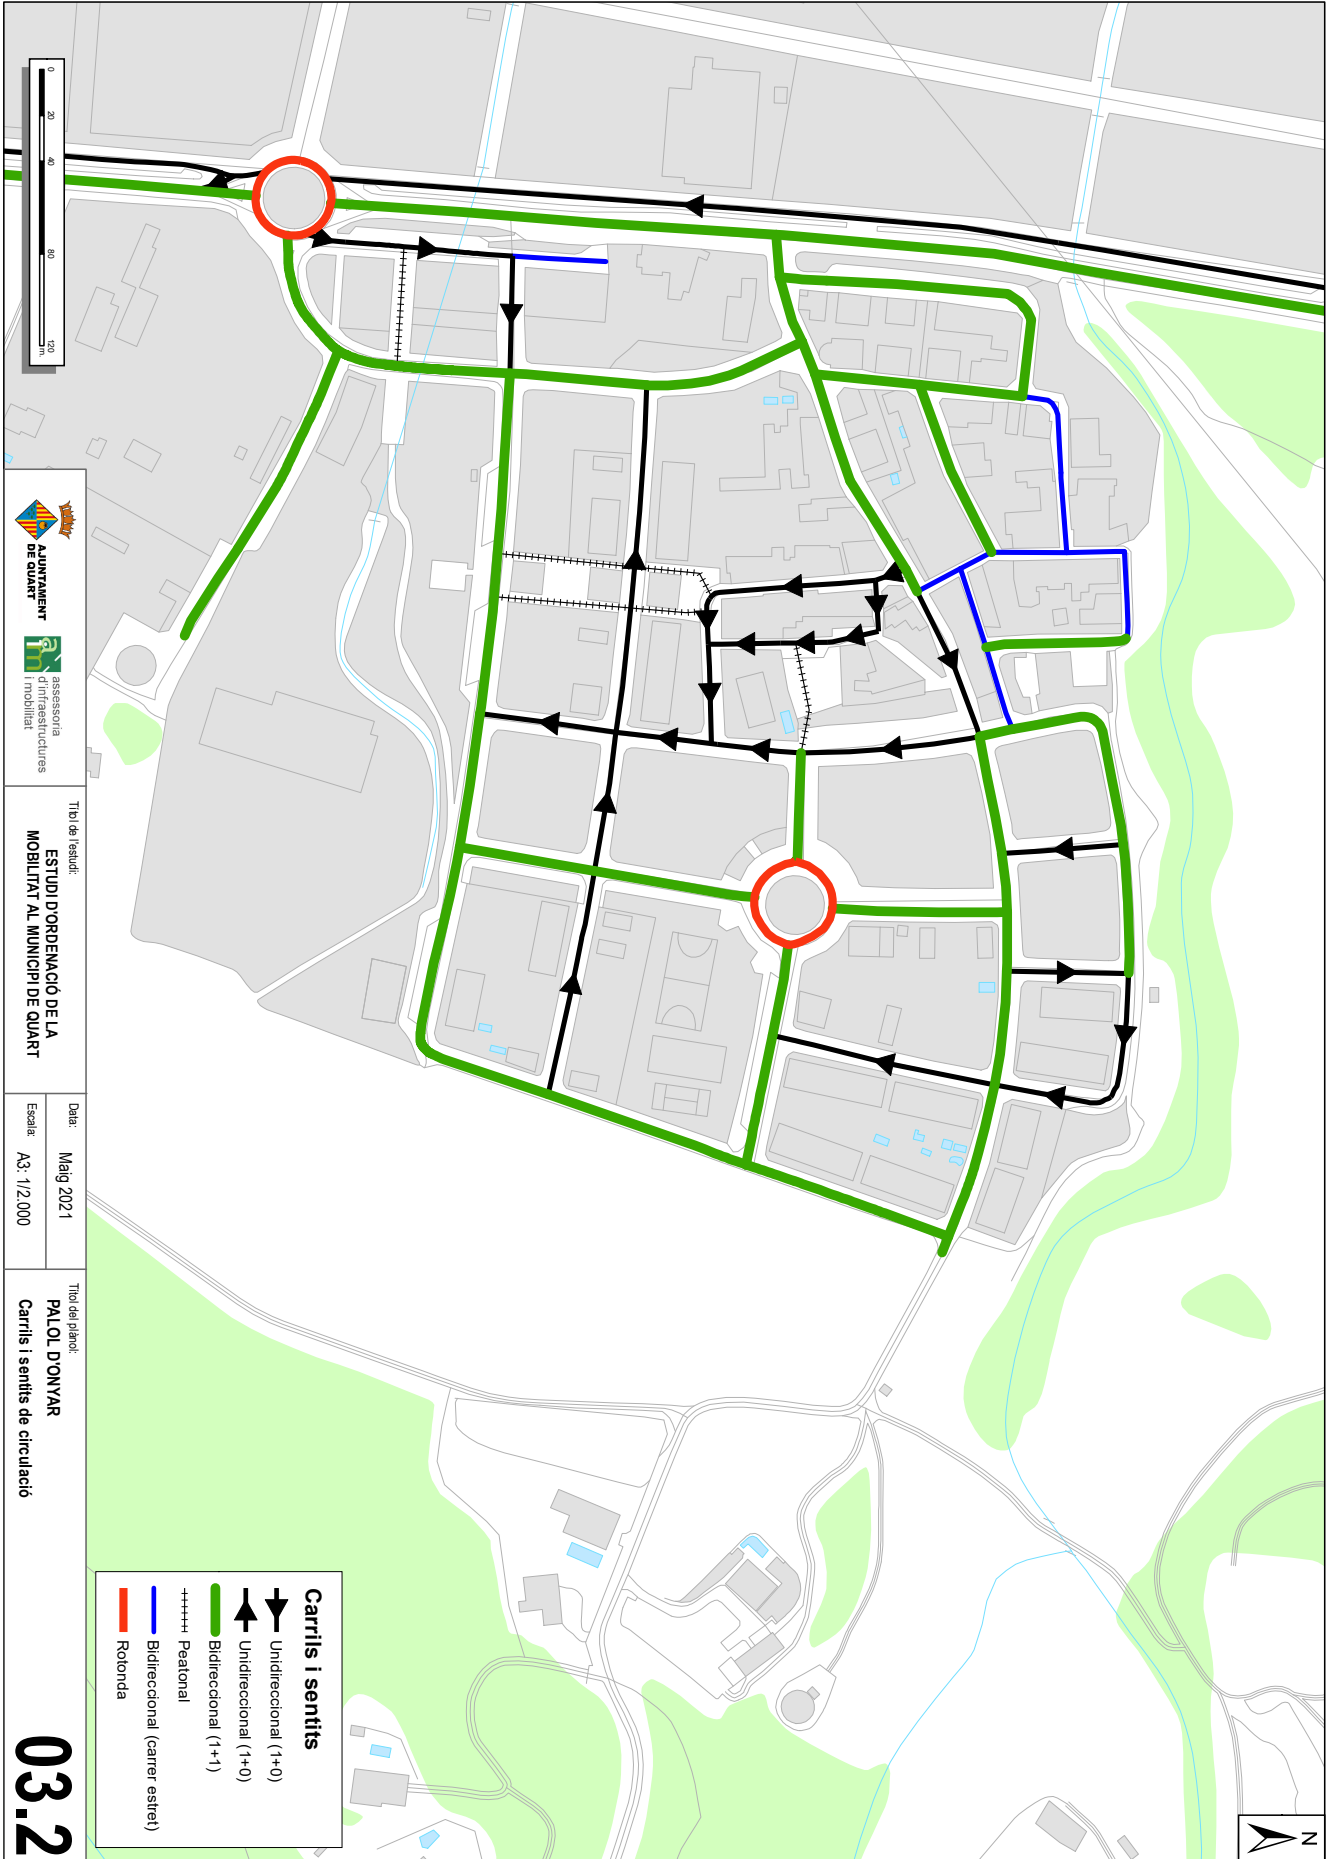 N
Carrils i sentits
Unidireccional (1+0)
Unidireccional (1+0)
Bidireccional (1+1)
Peatonal
Bidireccional (carrer estret)
Rotonda
0 20 40 80 120
m.
AJUNTAMENT
DE QUART
am
assessoria
d'infraestructures
i mobilitat
Títol de l'estudi:
ESTUDI D'ORDENACIÓ DE LA
MOBILITAT AL MUNICIPI DE QUART
Data:
Maig 2021
Escala:
A3: 1/2.000
Títol del plànol:
PALOL D'ONYAR
Carrils i sentits de circulació
03.2